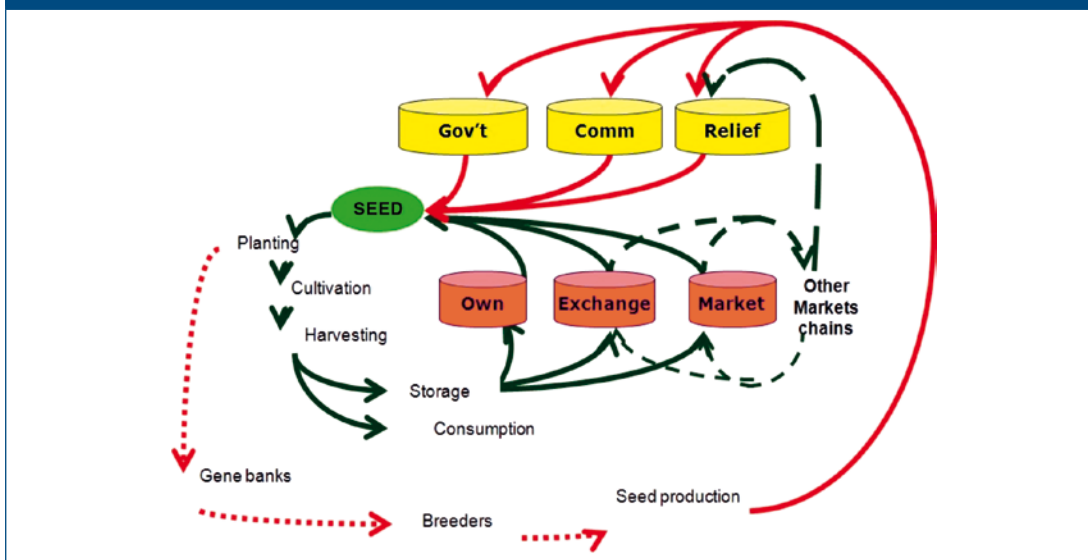 Gov't
Comm
Relief
SEED
Planting
Cultivation
Harvesting
Own
Exchange
Market
Other
Markets
chains
Storage
Consumption
Gene banks
Breeders
Seed production